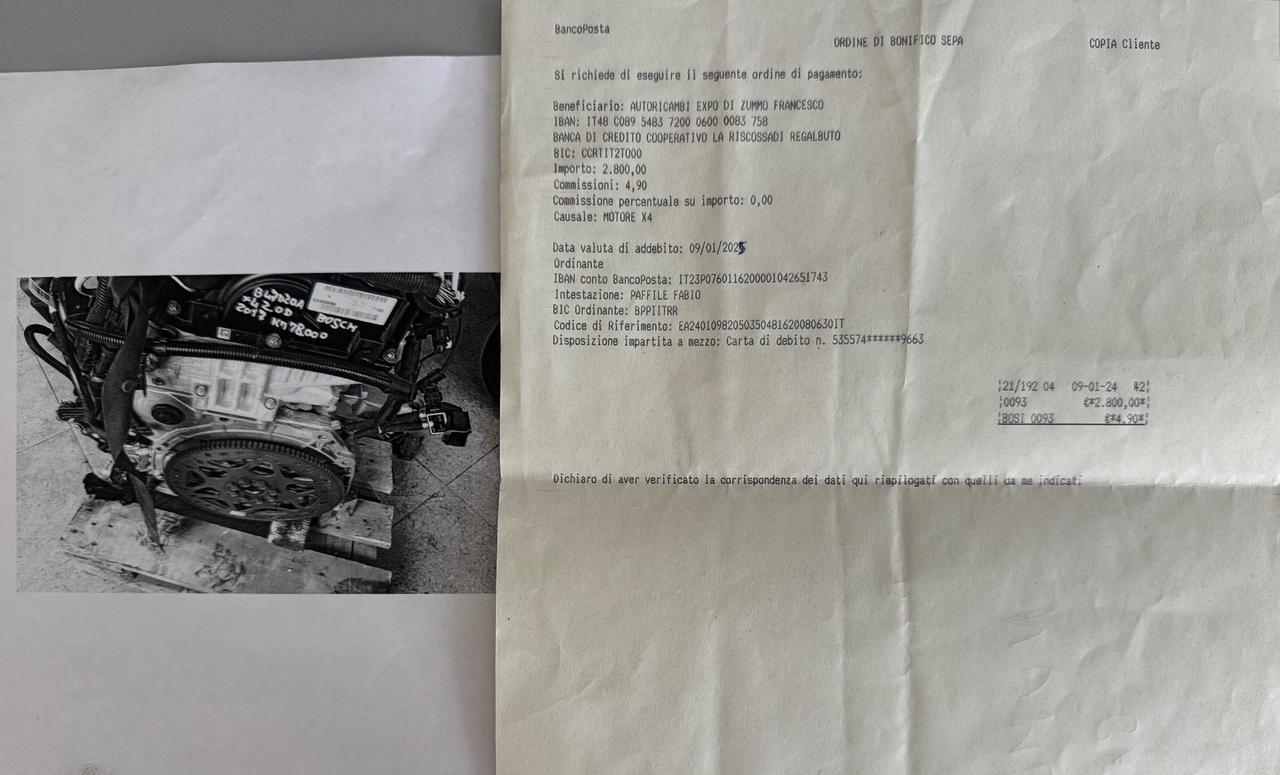 B47D20A
x4 2.0D
2017 KM 78000
BOSCH
BancoPosta
ORDINE DI BONIFICO SEPA
COPIA Cliente
Si richiede di eseguire il seguente ordine di pagamento:
Beneficiario: AUTORICAMBI EXPO DI ZUMMO FRANCESCO
IBAN: IT48 C089 5483 7200 0600 0083 758
BANCA DI CREDITO COOPERATIVO LA RISCOSSADI REGALBUTO
BIC: CCRTIT2T000
Importo: 2.800,00
Commissioni: 4,90
Commissione percentuale su importo: 0,00
Causale: MOTORE X4
Data valuta di addebito: 09/01/2025
Ordinante
IBAN conto BancoPosta: IT23P0760116200001042651743
Intestazione: PAFFILE FABIO
BIC Ordinante: BPPIITRR
Codice di Riferimento: EA24010982050350481620080630IT
Disposizione impartita a mezzo: Carta di debito n. 535574******9663
¦21/192 04 09-01-24 R2¦
¦0093 €*2.800,00*¦
¦BOSI 0093 €*4,90*¦
Dichiaro di aver verificato la corrispondenza dei dati qui riepilogati con quelli da me indicati